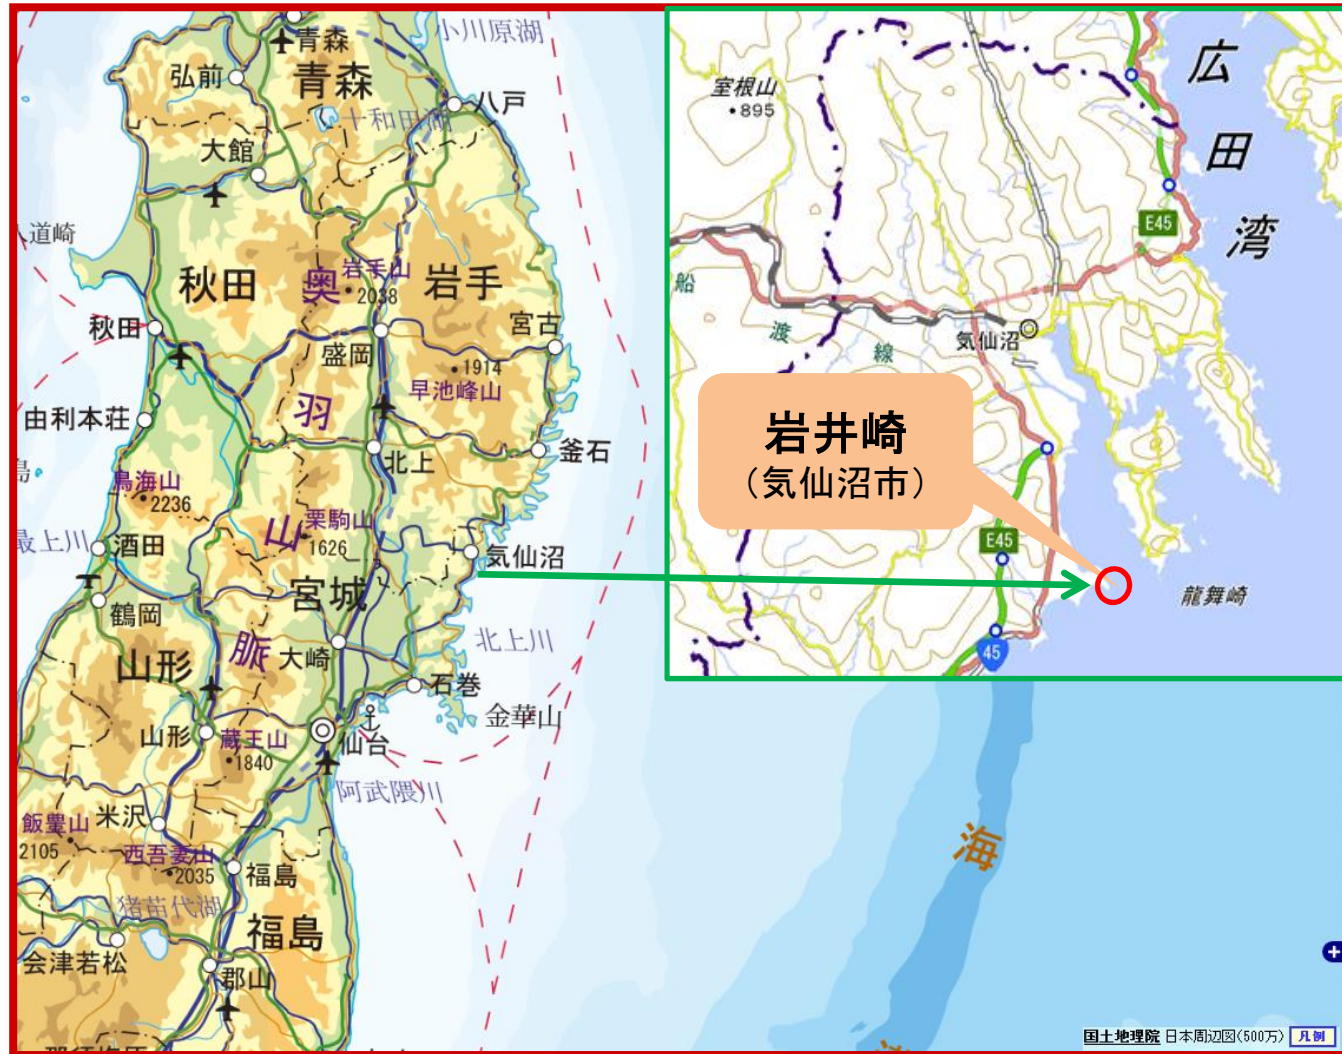 青森
小川原湖
弘前
青森
八戸
十和田湖
大館
道崎
秋田
奥
岩手山
2038
岩手
秋田
盛岡
宮古
1914
早池峰山
羽
由利本荘
北上
釜石
島
鳥海山
2236
山
栗駒山
1626
最上川
酒田
気仙沼
鶴岡
宮城
脈
大崎
北上川
山形
石巻
金華山
山形
蔵王山
1840
仙台
阿武隈川
飯豊山
2105
米沢
西吾妻山
2035
福島
猪苗代湖
福島
会津若松
郡山
海
室根山
895
広
田
湾
E45
船
渡
線
気仙沼
岩井崎
(気仙沼市)
E45
龍舞崎
45
国土地理院 日本周辺図(500万) 凡例